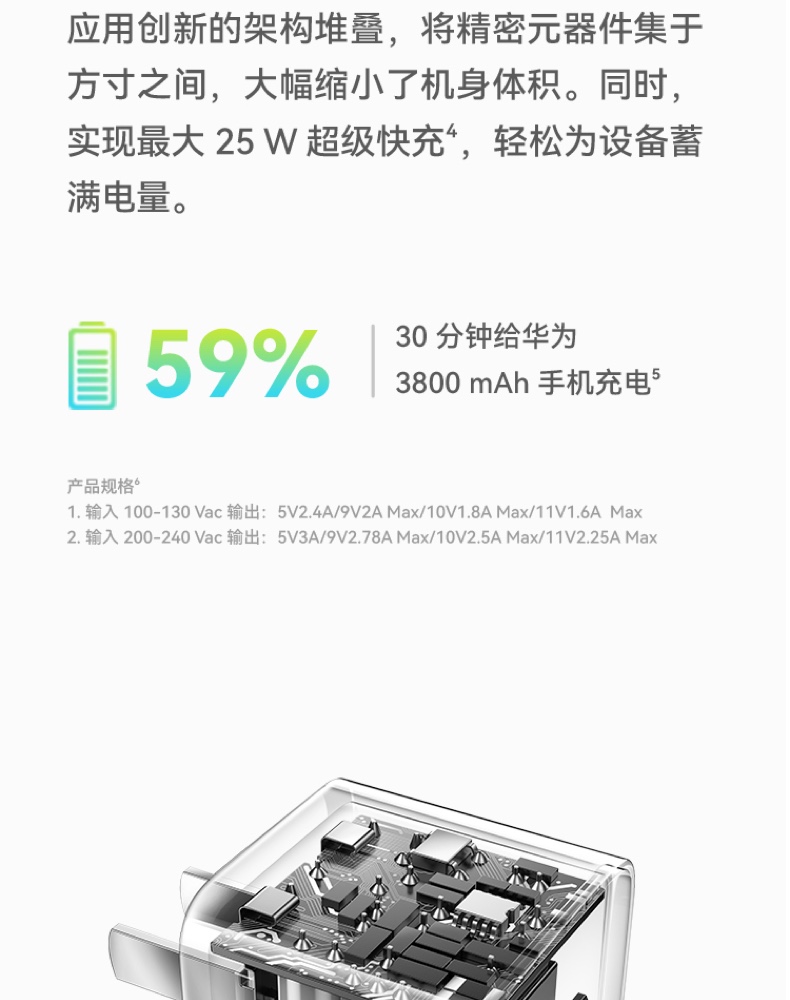 应用创新的架构堆叠，将精密元器件集于
方寸之间，大幅缩小了机身体积。同时，
实现最大 25 W 超级快充⁴，轻松为设备蓄
满电量。
59%
30 分钟给华为
3800 mAh 手机充电⁵
产品规格⁶
1. 输入 100-130 Vac 输出：5V2.4A/9V2A Max/10V1.8A Max/11V1.6A  Max
2. 输入 200-240 Vac 输出：5V3A/9V2.78A Max/10V2.5A Max/11V2.25A Max